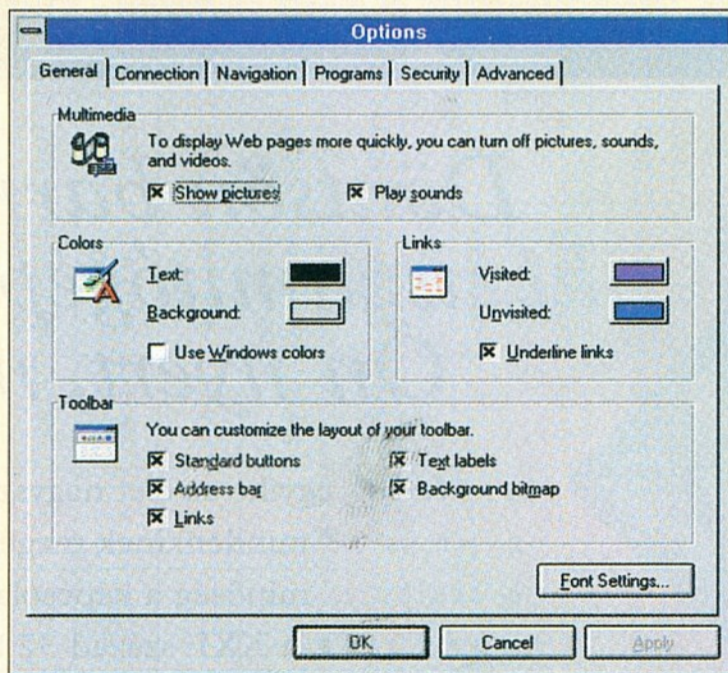 Options
General Connection Navigation Programs Security Advanced
Multimedia
To display Web pages more quickly, you can turn off pictures, sounds,
and videos.
Show pictures Play sounds
Colors
Text:
Background:
Use Windows colors
Links
Visited:
Unvisited:
Underline links
Toolbar
You can customize the layout of your toolbar.
Standard buttons Text labels
Address bar Background bitmap
Links
Font Settings...
OK Cancel Apply